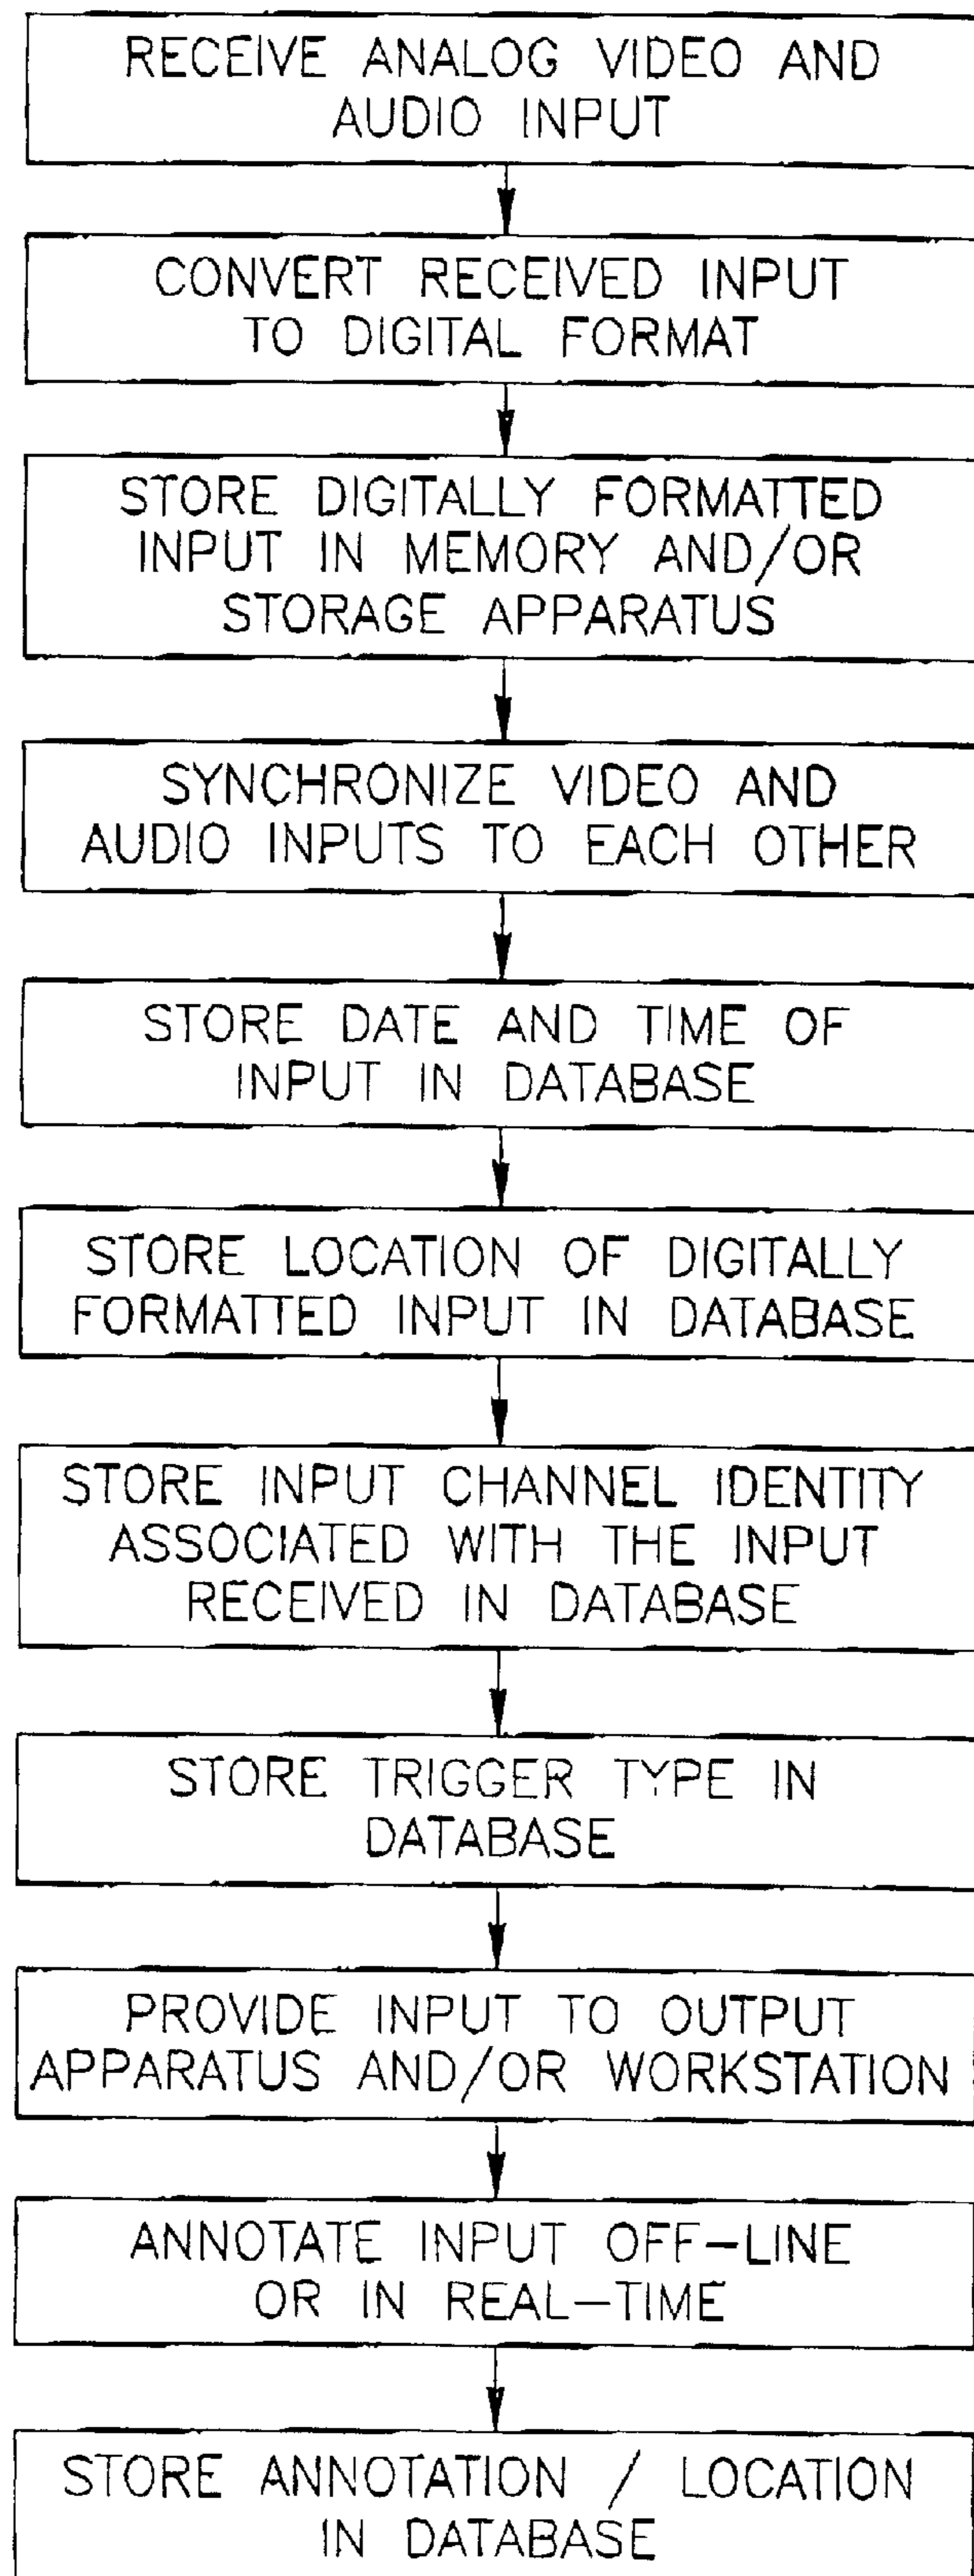 RECEIVE ANALOG VIDEO AND
AUDIO INPUT
CONVERT RECEIVED INPUT
TO DIGITAL FORMAT
STORE DIGITALLY FORMATTED
INPUT IN MEMORY AND/OR
STORAGE APPARATUS
SYNCHRONIZE VIDEO AND
AUDIO INPUTS TO EACH OTHER
STORE DATE AND TIME OF
INPUT IN DATABASE
STORE LOCATION OF DIGITALLY
FORMATTED INPUT IN DATABASE
STORE INPUT CHANNEL IDENTITY
ASSOCIATED WITH THE INPUT
RECEIVED IN DATABASE
STORE TRIGGER TYPE IN
DATABASE
PROVIDE INPUT TO OUTPUT
APPARATUS AND/OR WORKSTATION
ANNOTATE INPUT OFF-LINE
OR IN REAL-TIME
STORE ANNOTATION / LOCATION
IN DATABASE